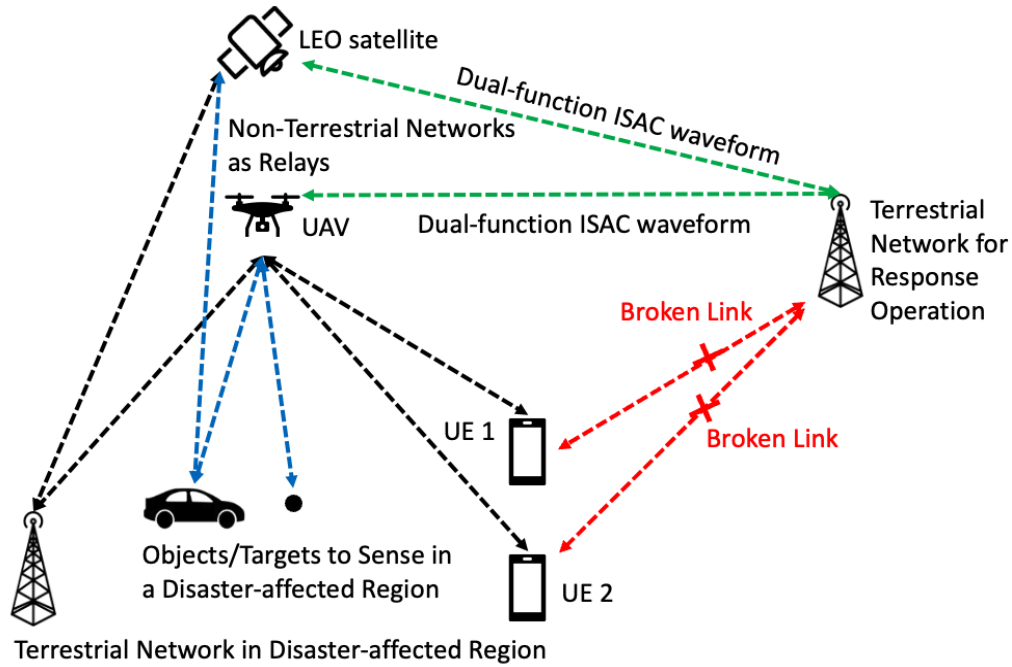 LEO satellite
Dual-function ISAC waveform
Non-Terrestrial Networks
as Relays
UAV
Dual-function ISAC waveform
Terrestrial
Network for
Response
Operation
Broken Link
UE 1
Broken Link
Objects/Targets to Sense in
a Disaster-affected Region
UE 2
Terrestrial Network in Disaster-affected Region